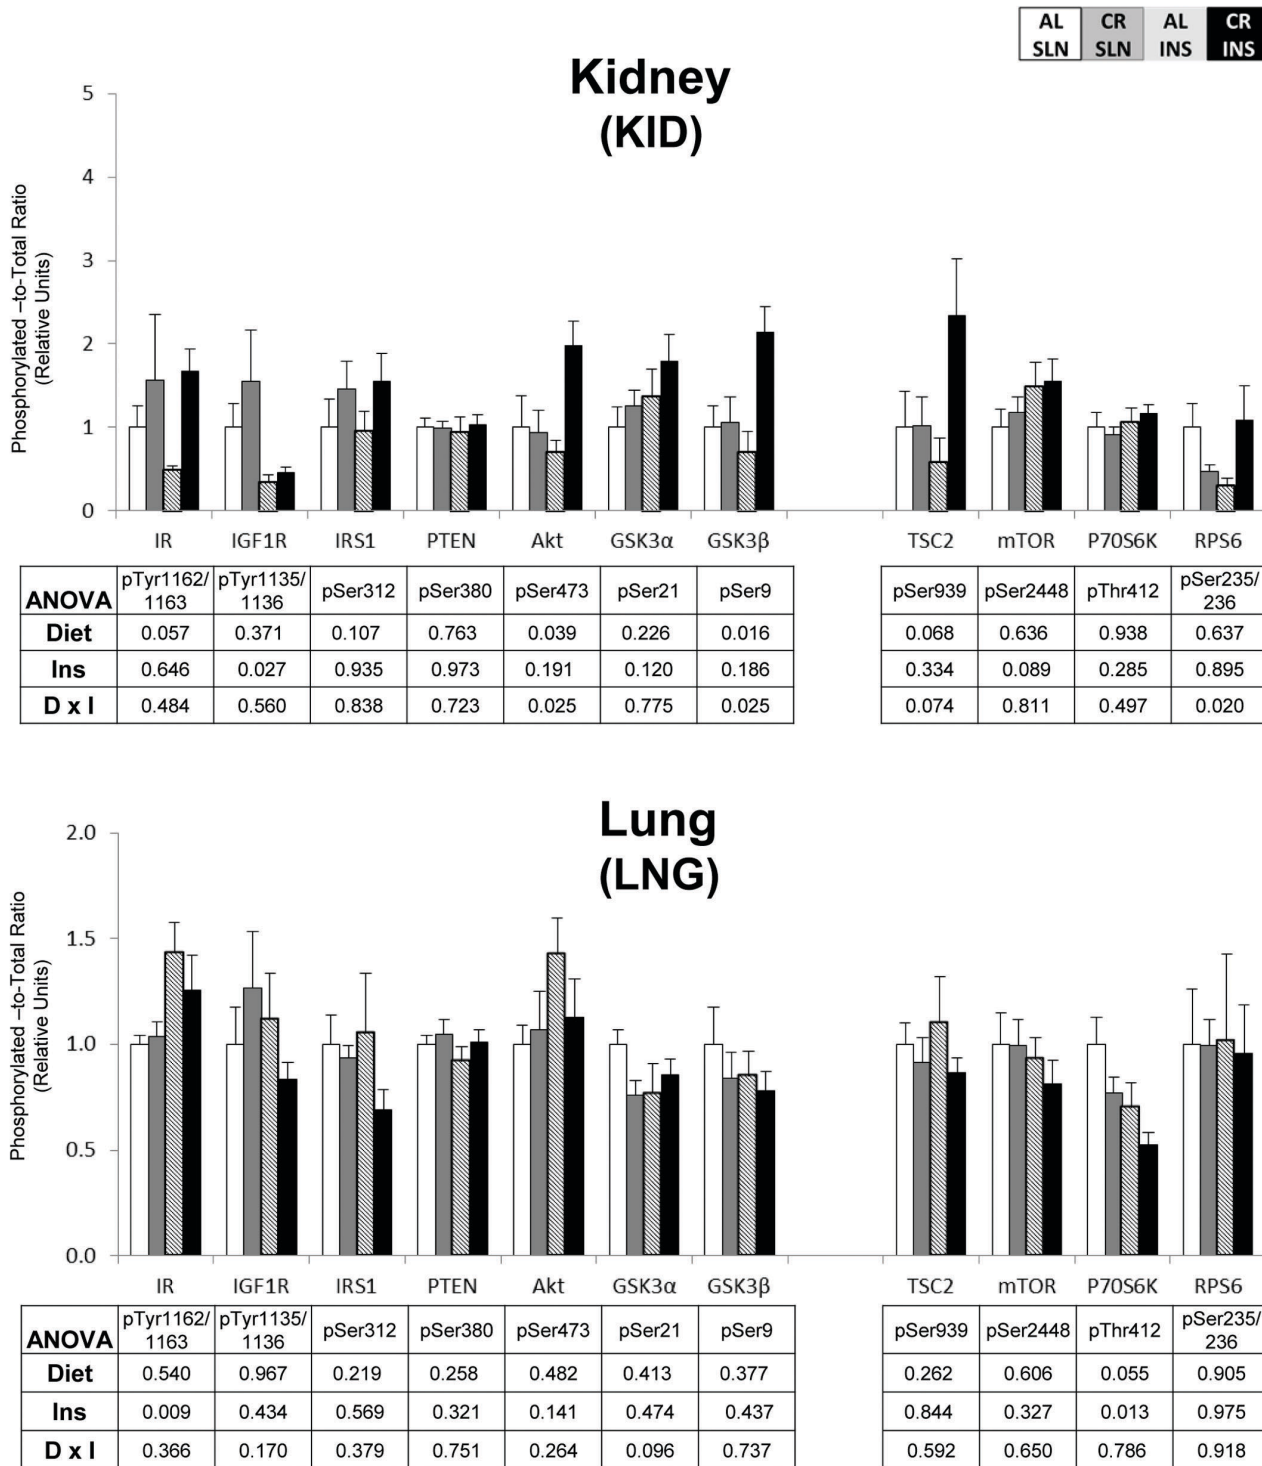 AL CR AL CR
SLN SLN INS INS
Kidney
(KID)
Phosphorylated –to-Total Ratio
(Relative Units)
5
4
3
2
1
0
IR IGF1R IRS1 PTEN Akt GSK3α GSK3β TSC2 mTOR P70S6K RPS6
ANOVA pTyr1162/1163 pTyr1135/1136 pSer312 pSer380 pSer473 pSer21 pSer9 pSer939 pSer2448 pThr412 pSer235/236
Diet 0.057 0.371 0.107 0.763 0.039 0.226 0.016 0.068 0.636 0.938 0.637
Ins 0.646 0.027 0.935 0.973 0.191 0.120 0.186 0.334 0.089 0.285 0.895
D x I 0.484 0.560 0.838 0.723 0.025 0.775 0.025 0.074 0.811 0.497 0.020
Lung
(LNG)
Phosphorylated –to-Total Ratio
(Relative Units)
2.0
1.5
1.0
0.5
0.0
IR IGF1R IRS1 PTEN Akt GSK3α GSK3β TSC2 mTOR P70S6K RPS6
ANOVA pTyr1162/1163 pTyr1135/1136 pSer312 pSer380 pSer473 pSer21 pSer9 pSer939 pSer2448 pThr412 pSer235/236
Diet 0.540 0.967 0.219 0.258 0.482 0.413 0.377 0.262 0.606 0.055 0.905
Ins 0.009 0.434 0.569 0.321 0.141 0.474 0.437 0.844 0.327 0.013 0.975
D x I 0.366 0.170 0.379 0.751 0.264 0.096 0.737 0.592 0.650 0.786 0.918